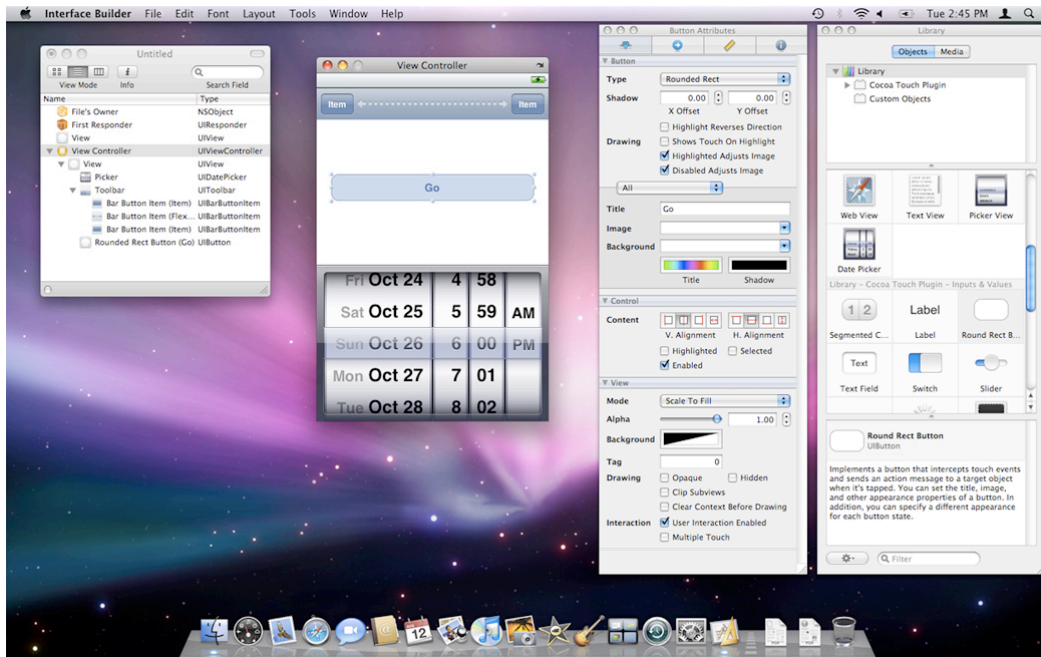 Interface Builder File Edit Font Layout Tools Window Help Tue 2:45 PM
Untitled
View Mode Info Search Field
Name Type
File's Owner NSObject
First Responder UIResponder
View UIView
View Controller UIViewController
View UIView
Picker UIDatePicker
Toolbar UIToolbar
Bar Button Item (Item) UIBarButtonItem
Bar Button Item (Flex... UIBarButtonItem
Bar Button Item (Item) UIBarButtonItem
Rounded Rect Button (Go) UIButton
View Controller
Item Item
Go
Fri Oct 24 4 58
Sat Oct 25 5 59 AM
Sun Oct 26 6 00 PM
Mon Oct 27 7 01
Tue Oct 28 8 02
Button Attributes
Button
Type Rounded Rect
Shadow 0.00 0.00
X Offset Y Offset
Highlight Reverses Direction
Drawing Shows Touch On Highlight
Highlighted Adjusts Image
Disabled Adjusts Image
All
Title Go
Image
Background
Title Shadow
Control
Content
V. Alignment H. Alignment
Highlighted Selected
Enabled
View
Mode Scale To Fill
Alpha 1.00
Background
Tag 0
Drawing Opaque Hidden
Clip Subviews
Clear Context Before Drawing
Interaction User Interaction Enabled
Multiple Touch
Library
Objects Media
Library
Cocoa Touch Plugin
Custom Objects
Web View Text View Picker View
Date Picker
Library – Cocoa Touch Plugin – Inputs & Values
1 2 Label
Segmented C... Label Round Rect B...
Text
Text Field Switch Slider
Round Rect Button
UIButton
Implements a button that intercepts touch events
and sends an action message to a target object
when it's tapped. You can set the title, image,
and other appearance properties of a button. In
addition, you can specify a different appearance
for each button state.
Filter
12